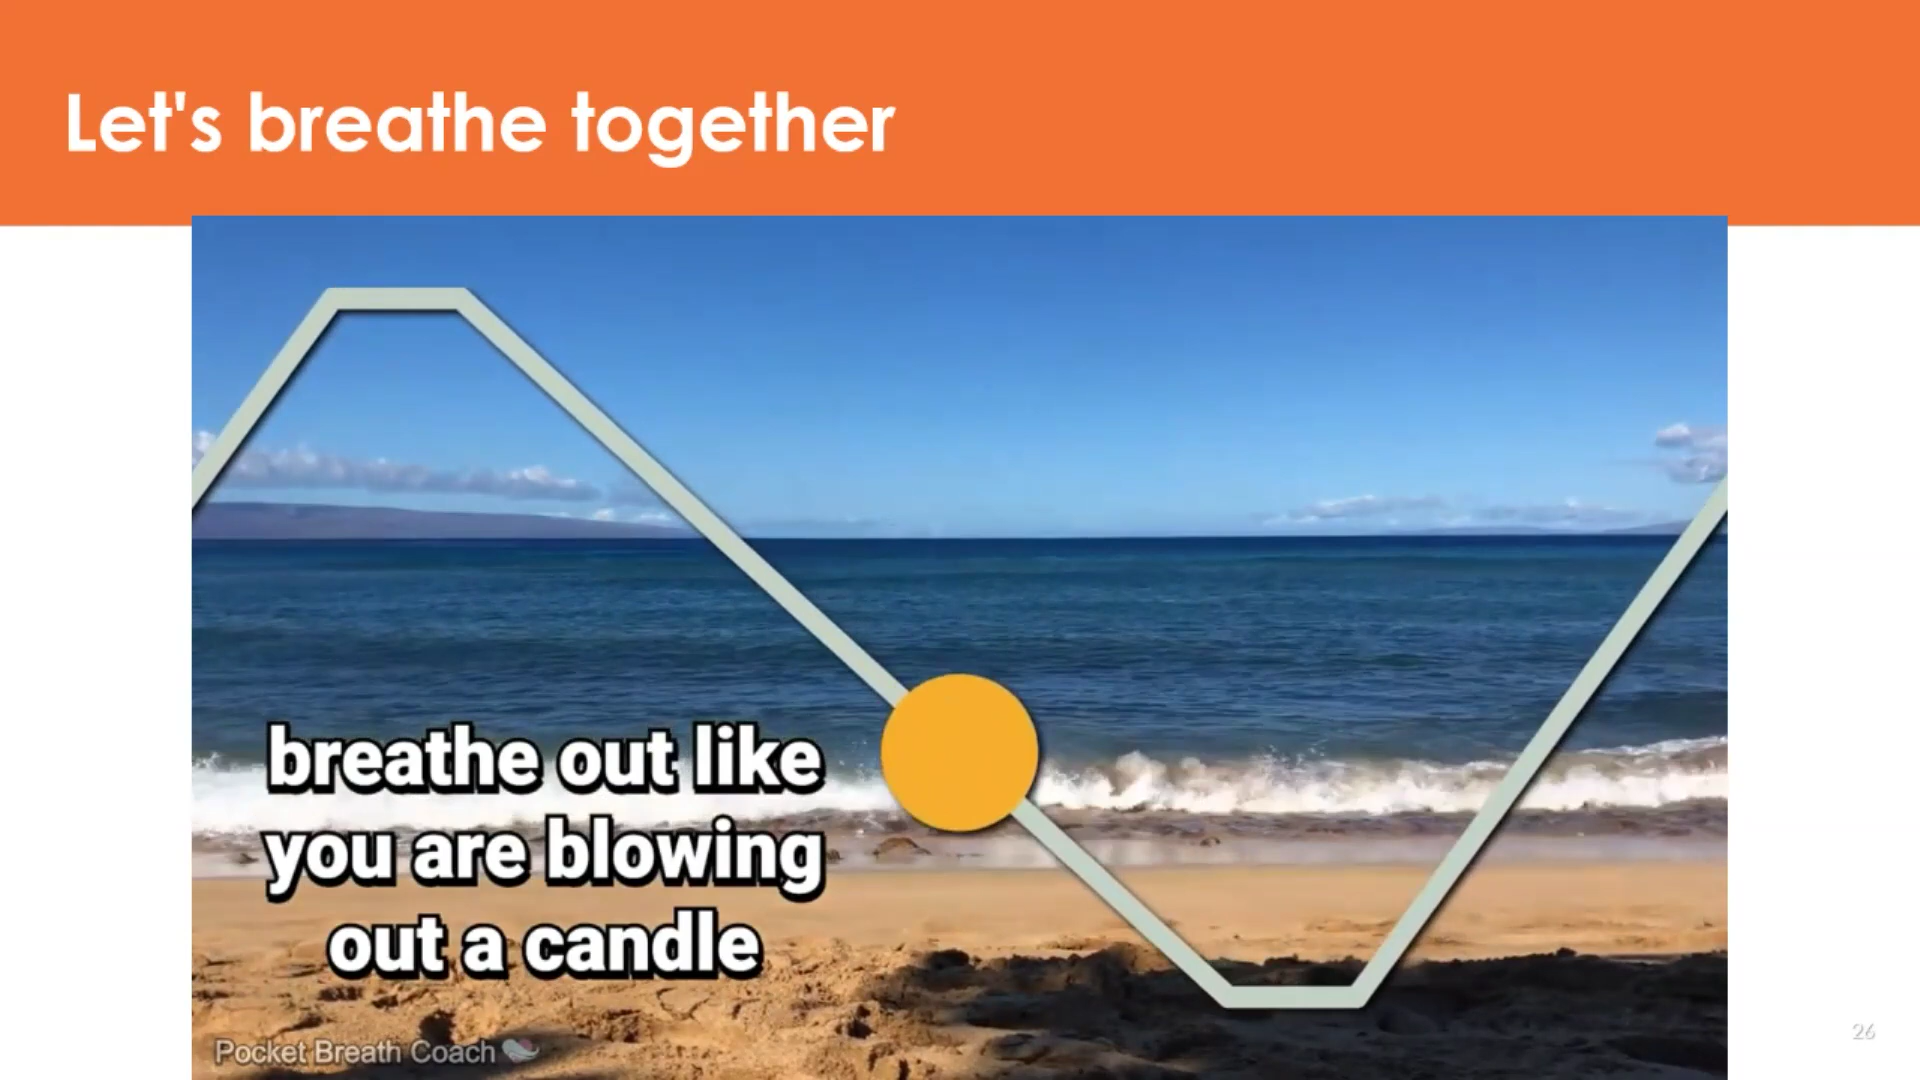 Let's breathe together
breathe out like
you are blowing
out a candle
Pocket Breath Coach
26